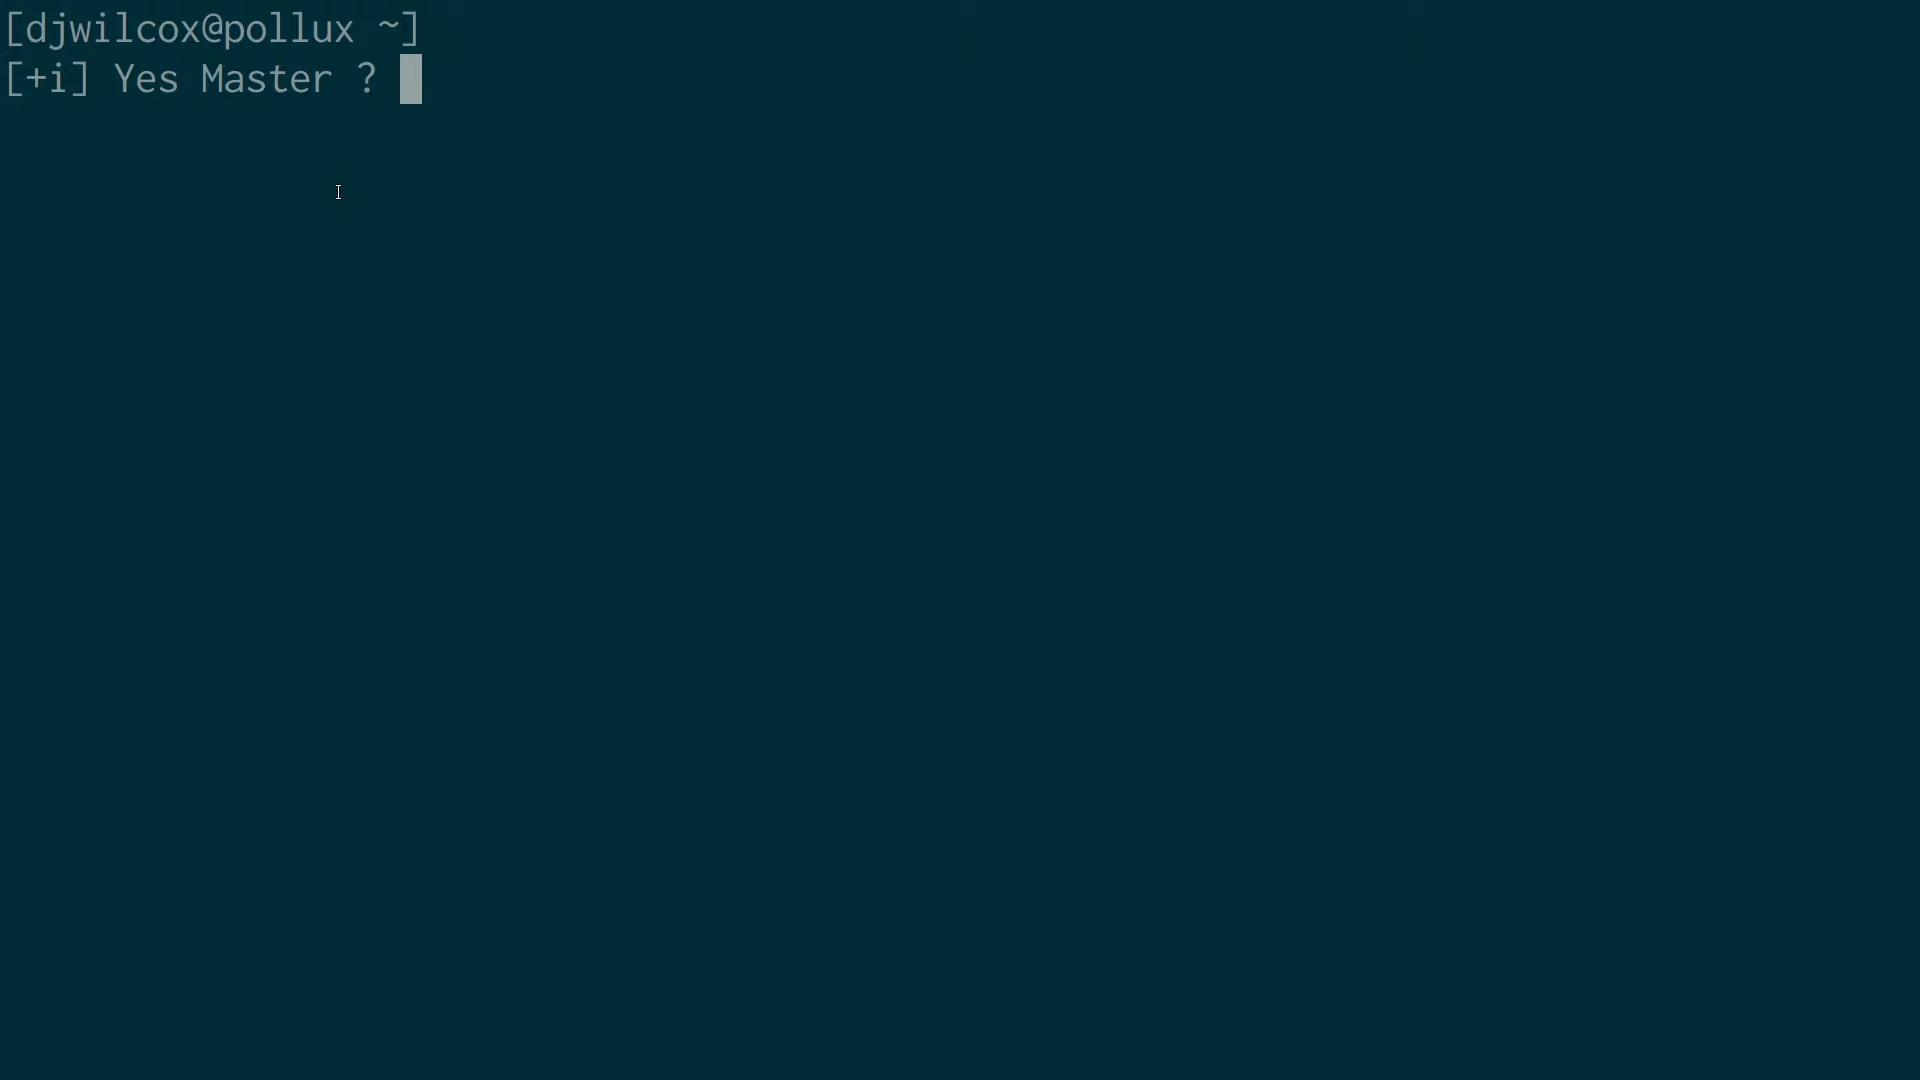 [djwilcox@pollux ~]
[+i] Yes Master ?